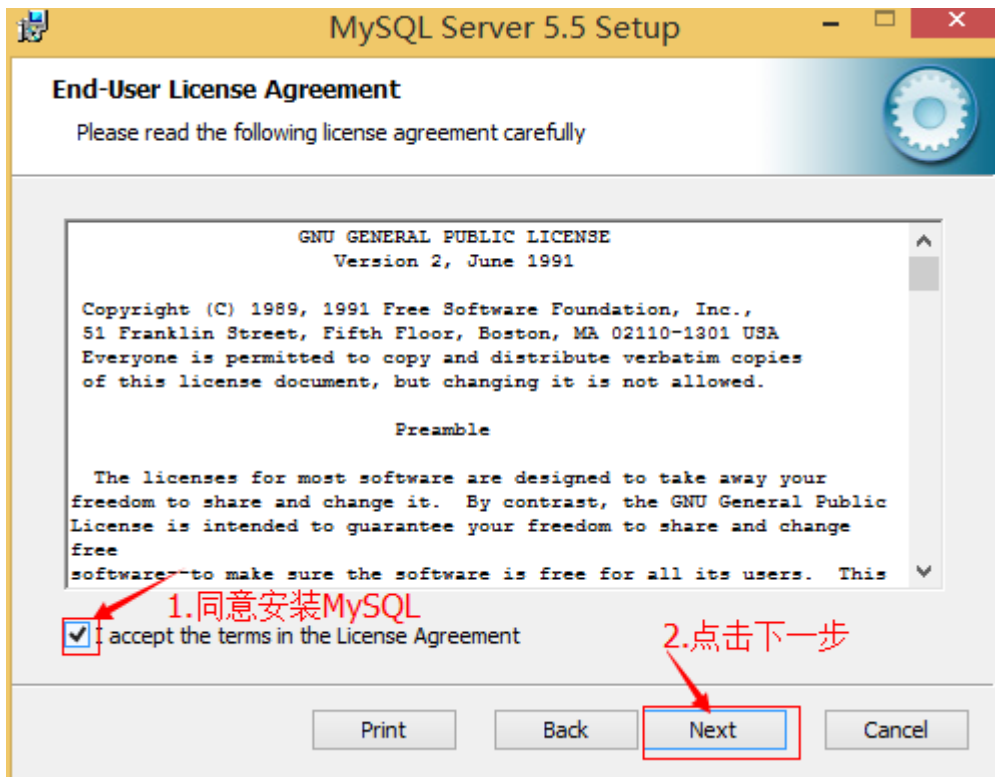 MySQL Server 5.5 Setup
End-User License Agreement
Please read the following license agreement carefully
GNU GENERAL PUBLIC LICENSE
Version 2, June 1991
Copyright (C) 1989, 1991 Free Software Foundation, Inc.,
51 Franklin Street, Fifth Floor, Boston, MA 02110-1301 USA
Everyone is permitted to copy and distribute verbatim copies
of this license document, but changing it is not allowed.
Preamble
The licenses for most software are designed to take away your
freedom to share and change it. By contrast, the GNU General Public
License is intended to guarantee your freedom to share and change
free
software--to make sure the software is free for all its users. This
1.同意安装MySQL
I accept the terms in the License Agreement
2.点击下一步
Print
Back
Next
Cancel